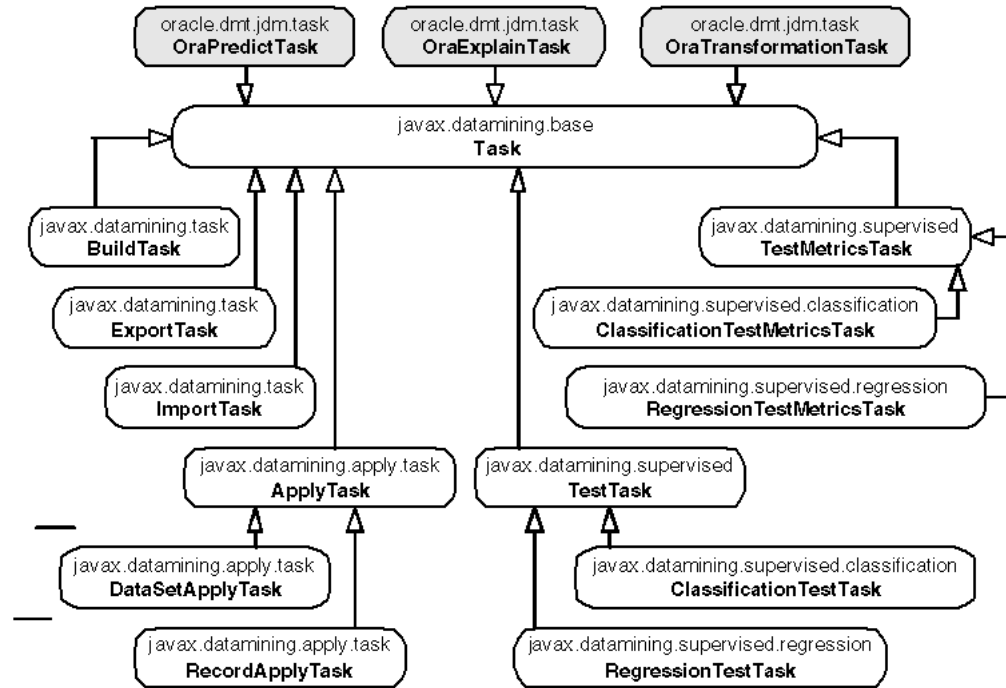 oracle.dmt.jdm.task
OraPredictTask
oracle.dmt.jdm.task
OraExplainTask
oracle.dmt.jdm.task
OraTransformationTask
javax.datamining.base
Task
javax.datamining.task
BuildTask
javax.datamining.supervised
TestMetricsTask
javax.datamining.task
ExportTask
javax.datamining.supervised.classification
ClassificationTestMetricsTask
javax.datamining.task
ImportTask
javax.datamining.supervised.regression
RegressionTestMetricsTask
javax.datamining.apply.task
ApplyTask
javax.datamining.supervised
TestTask
javax.datamining.apply.task
DataSetApplyTask
javax.datamining.supervised.classification
ClassificationTestTask
javax.datamining.apply.task
RecordApplyTask
javax.datamining.supervised.regression
RegressionTestTask